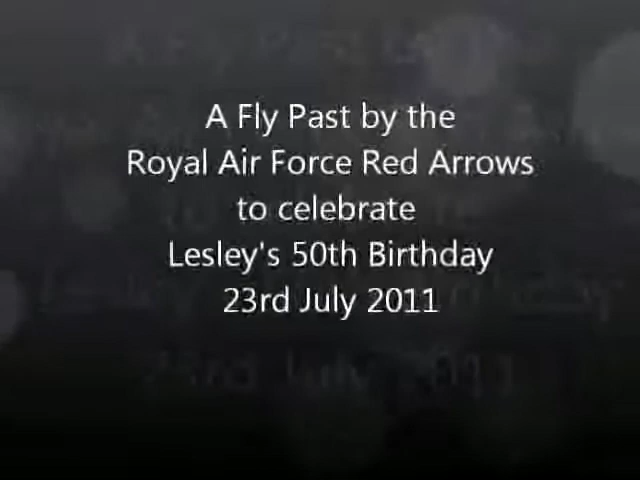 A Fly Past by the
Royal Air Force Red Arrows
to celebrate
Lesley's 50th Birthday
23rd July 2011